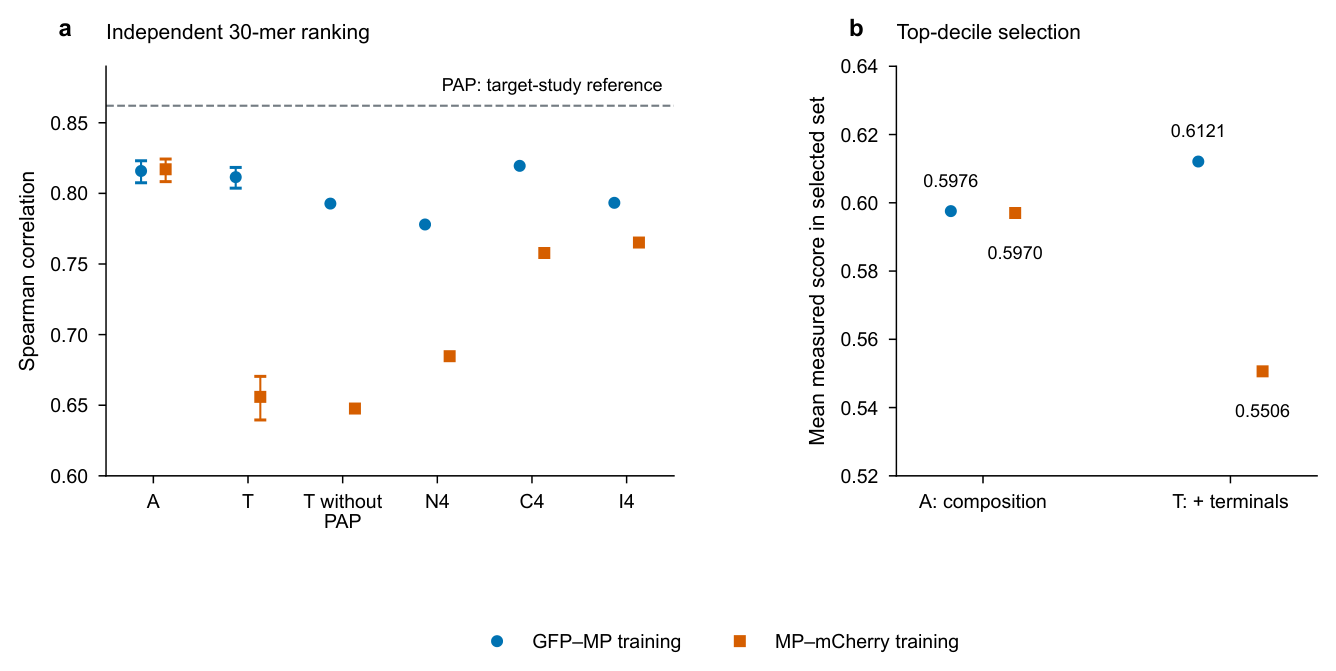 a Independent 30-mer ranking
PAP: target-study reference
Spearman correlation
0.85
0.80
0.75
0.70
0.65
0.60
A
T
T without
PAP
N4
C4
I4
b Top-decile selection
Mean measured score in selected set
0.64
0.62
0.60
0.58
0.56
0.54
0.52
0.5976
0.5970
0.6121
0.5506
A: composition
T: + terminals
GFP–MP training
MP–mCherry training